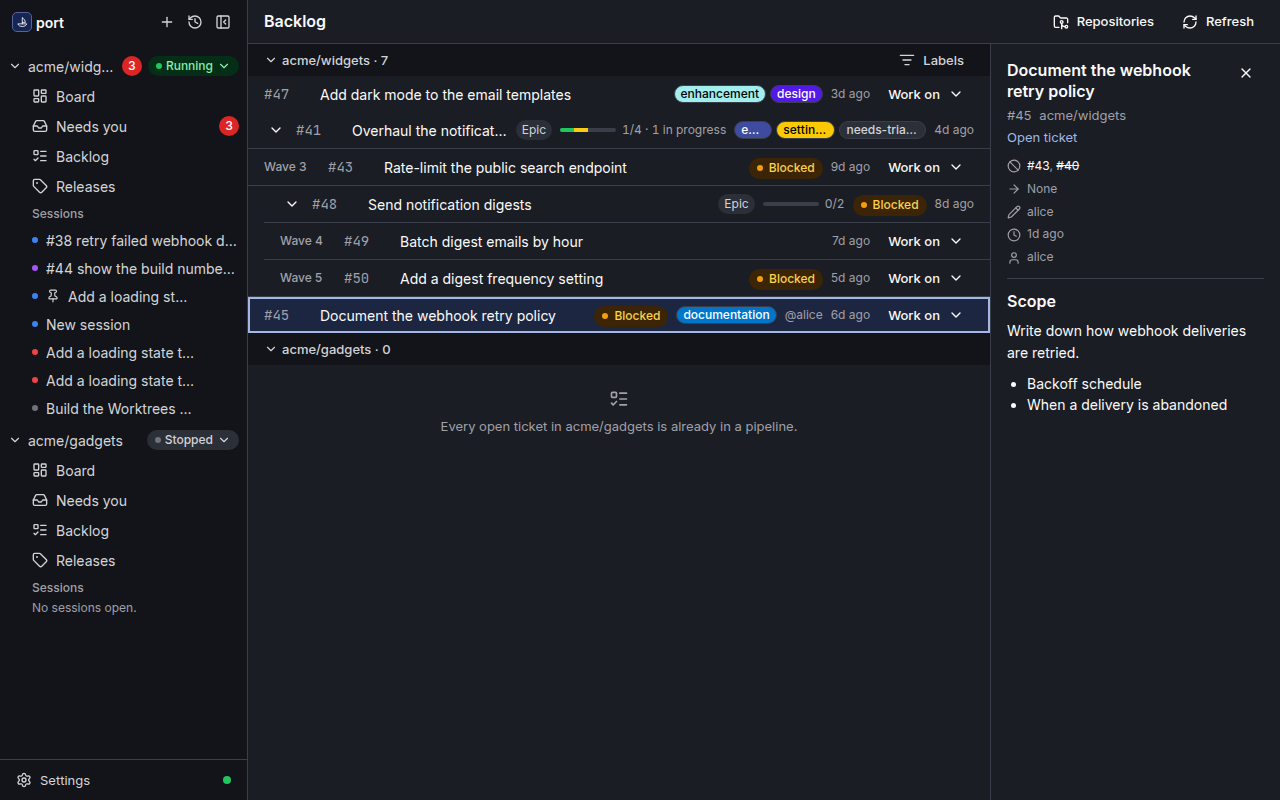 port
acme/widg... 3 Running
Board
Needs you 3
Backlog
Releases
Sessions
#38 retry failed webhook d...
#44 show the build numbe...
Add a loading st...
New session
Add a loading state t...
Add a loading state t...
Build the Worktrees ...
acme/gadgets Stopped
Board
Needs you
Backlog
Releases
Sessions
No sessions open.
Settings
Backlog Repositories Refresh
acme/widgets · 7 Labels
#47 Add dark mode to the email templates enhancement design 3d ago Work on
#41 Overhaul the notificat... Epic 1/4 · 1 in progress e... settin... needs-tria... 4d ago
Wave 3 #43 Rate-limit the public search endpoint Blocked 9d ago Work on
#48 Send notification digests Epic 0/2 Blocked 8d ago
Wave 4 #49 Batch digest emails by hour 7d ago Work on
Wave 5 #50 Add a digest frequency setting Blocked 5d ago Work on
#45 Document the webhook retry policy Blocked documentation @alice 6d ago Work on
acme/gadgets · 0
Every open ticket in acme/gadgets is already in a pipeline.
Document the webhook
retry policy
#45 acme/widgets
Open ticket
#43, #40
None
alice
1d ago
alice
Scope
Write down how webhook deliveries
are retried.
• Backoff schedule
• When a delivery is abandoned